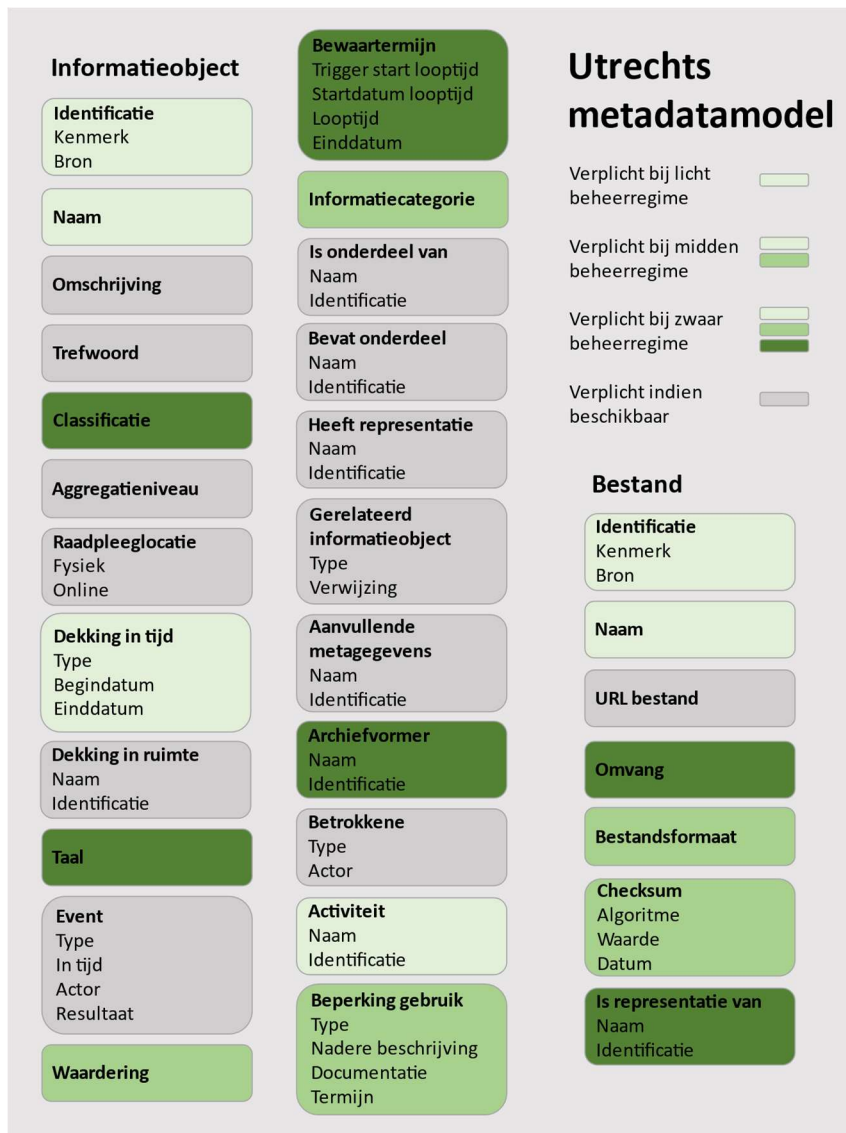 Informatieobject
Identificatie
Kenmerk
Bron
Naam
Omschrijving
Trefwoord
Classificatie
Aggregatieniveau
Raadpleeglocatie
Fysiek
Online
Dekking in tijd
Type
Begindatum
Einddatum
Dekking in ruimte
Naam
Identificatie
Taal
Event
Type
In tijd
Actor
Resultaat
Waardering
Bewaartermijn
Trigger start looptijd
Startdatum looptijd
Looptijd
Einddatum
Informatiecategorie
Is onderdeel van
Naam
Identificatie
Bevat onderdeel
Naam
Identificatie
Heeft representatie
Naam
Identificatie
Gerelateerd
informatieobject
Type
Verwijzing
Aanvullende
metagegevens
Naam
Identificatie
Archiefvormer
Naam
Identificatie
Betrokkene
Type
Actor
Activiteit
Naam
Identificatie
Beperking gebruik
Type
Nadere beschrijving
Documentatie
Termijn
Utrechts
metadatamodel
Verplicht bij licht
beheerregime
Verplicht bij midden
beheerregime
Verplicht bij zwaar
beheerregime
Verplicht indien
beschikbaar
Bestand
Identificatie
Kenmerk
Bron
Naam
URL bestand
Omvang
Bestandsformaat
Checksum
Algoritme
Waarde
Datum
Is representatie van
Naam
Identificatie